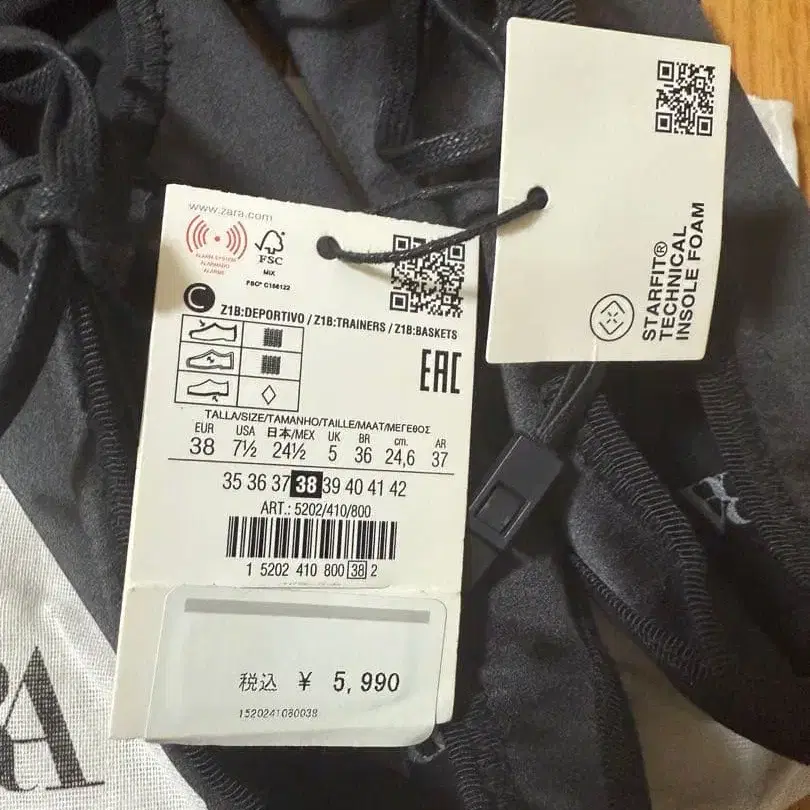 www.zara.com
ALARM SYSTEM
ALARMADO
ALARME
FSC
MIX
FSC® C156122
C
Z1B:DEPORTIVO / Z1B:TRAINERS / Z1B:BASKETS
EAC
TALLA/SIZE/TAMANHO/TAILLE/MAAT/ΜΕΓΕΘΟΣ
EUR USA 日本/MEX UK BR cm. AR
38 7½ 24½ 5 36 24,6 37
35 36 37 38 39 40 41 42
ART.: 5202/410/800
1 5202 410 800 38 2
税込 ¥ 5,990
1520241080038
STARFIT®
TECHNICAL
INSOLE FOAM
RA